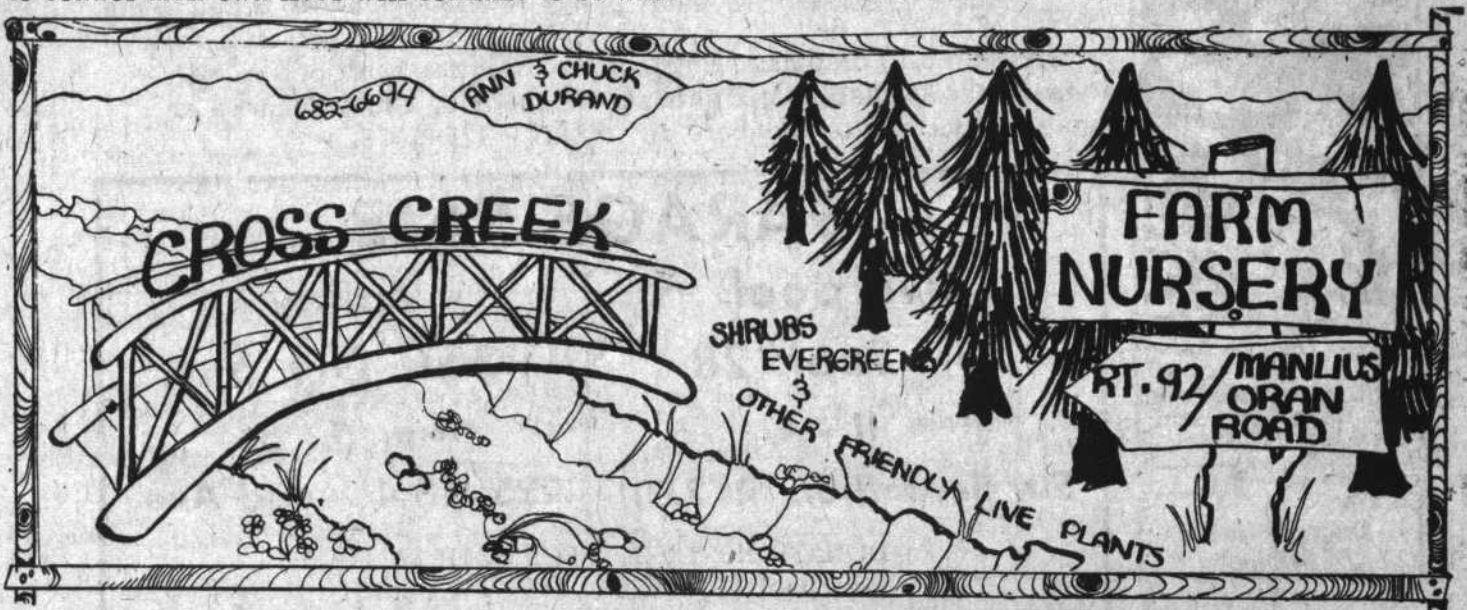 682-6694
ANN & CHUCK
DURAND
CROSS CREEK
FARM
NURSERY
SHRUBS
EVERGREENS
&
OTHER FRIENDLY LIVE PLANTS
RT. 92/MANLIUS
ORAN
ROAD